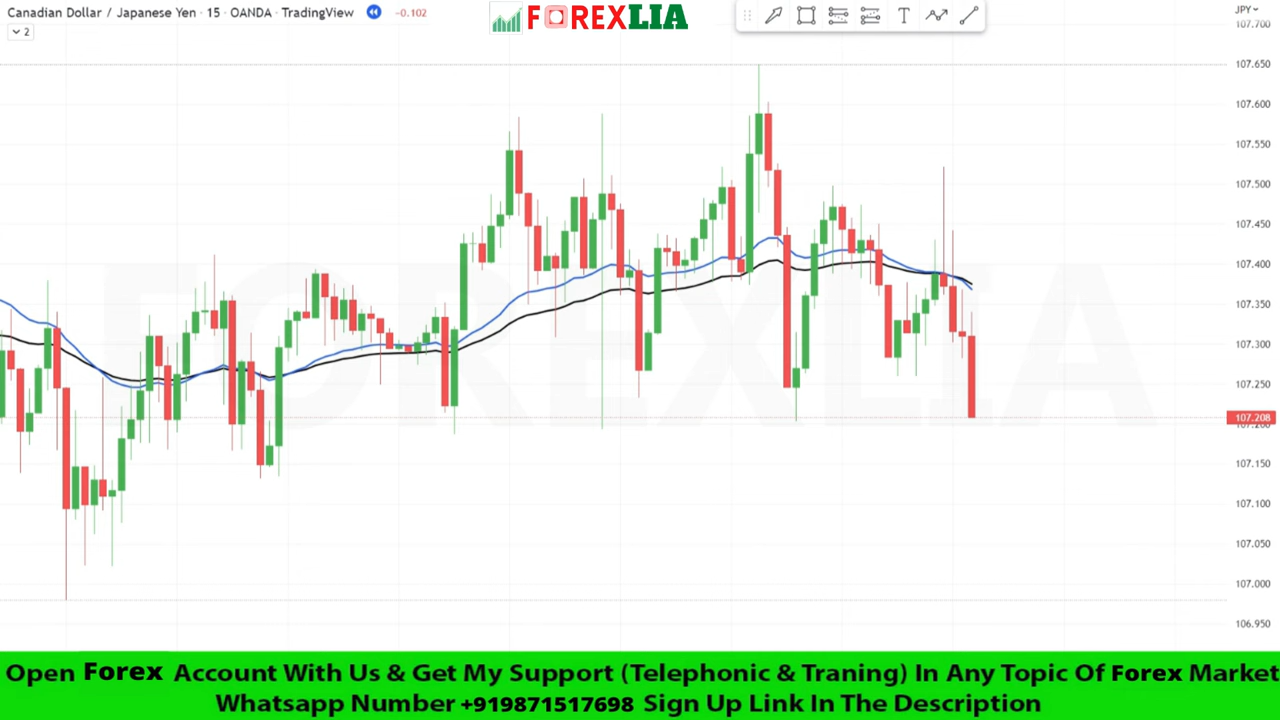 Canadian Dollar / Japanese Yen · 15 · OANDA · TradingView
-0.102
2
FOREXLIA
T
JPY
107.700
107.650
107.600
107.550
107.500
107.450
107.400
107.350
107.300
107.250
107.208
107.200
107.150
107.100
107.050
107.000
106.950
FOREXLIA
Open Forex Account With Us & Get My Support (Telephonic & Traning) In Any Topic Of Forex Market
Whatsapp Number +919871517698 Sign Up Link In The Description